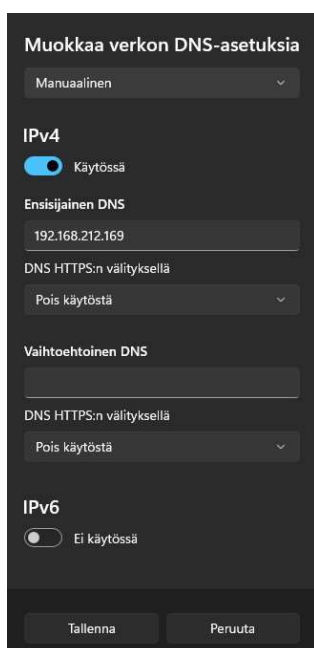 Muokkaa verkon DNS-asetuksia
Manuaalinen
IPv4
Käytössä
Ensisijainen DNS
192.168.212.169
DNS HTTPS:n välityksellä
Pois käytöstä
Vaihtoehtoinen DNS
DNS HTTPS:n välityksellä
Pois käytöstä
IPv6
Ei käytössä
Tallenna Peruuta